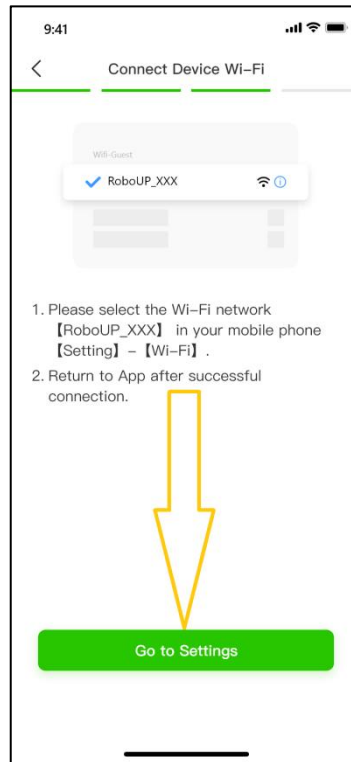 9:41
Connect Device Wi-Fi
Wifi-Guest
RoboUP_XXX
1. Please select the Wi-Fi network
【RoboUP_XXX】 in your mobile phone
【Setting】 – 【Wi-Fi】.
2. Return to App after successful
connection.
Go to Settings